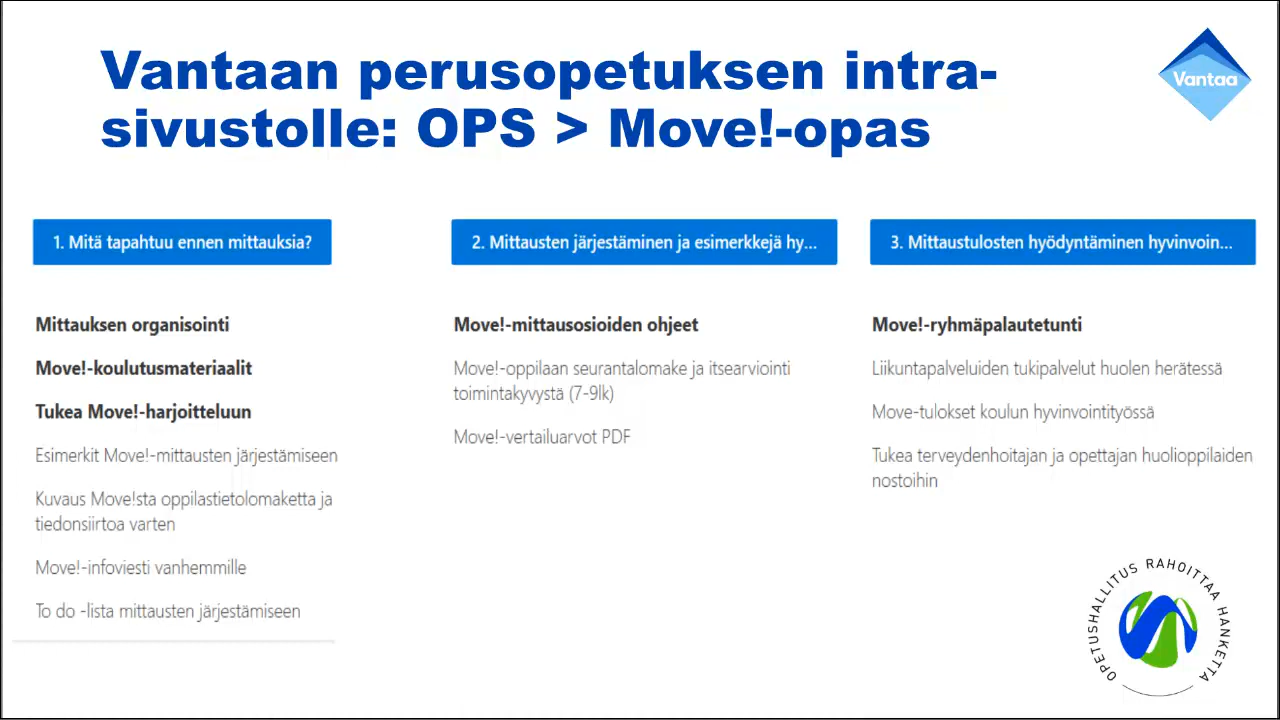 Vantaan perusopetuksen intra-
sivustolle: OPS > Move!-opas
Vantaa
1. Mitä tapahtuu ennen mittauksia?
Mittauksen organisointi
Move!-koulutusmateriaalit
Tukea Move!-harjoitteluun
Esimerkit Move!-mittausten järjestämiseen
Kuvaus Move!sta oppilastietolomaketta ja
tiedonsiirtoa varten
Move!-infoviesti vanhemmille
To do -lista mittausten järjestämiseen
2. Mittausten järjestäminen ja esimerkkejä hy...
Move!-mittausosioiden ohjeet
Move!-oppilaan seurantalomake ja itsearviointi
toimintakyvystä (7-9lk)
Move!-vertailuarvot PDF
3. Mittaustulosten hyödyntäminen hyvinvoin...
Move!-ryhmäpalautetunti
Liikuntapalveluiden tukipalvelut huolen herätessä
Move-tulokset koulun hyvinvointityössä
Tukea terveydenhoitajan ja opettajan huolioppilaiden
nostoihin
OPETUSHALLITUS RAHOITTAA HANKETTA